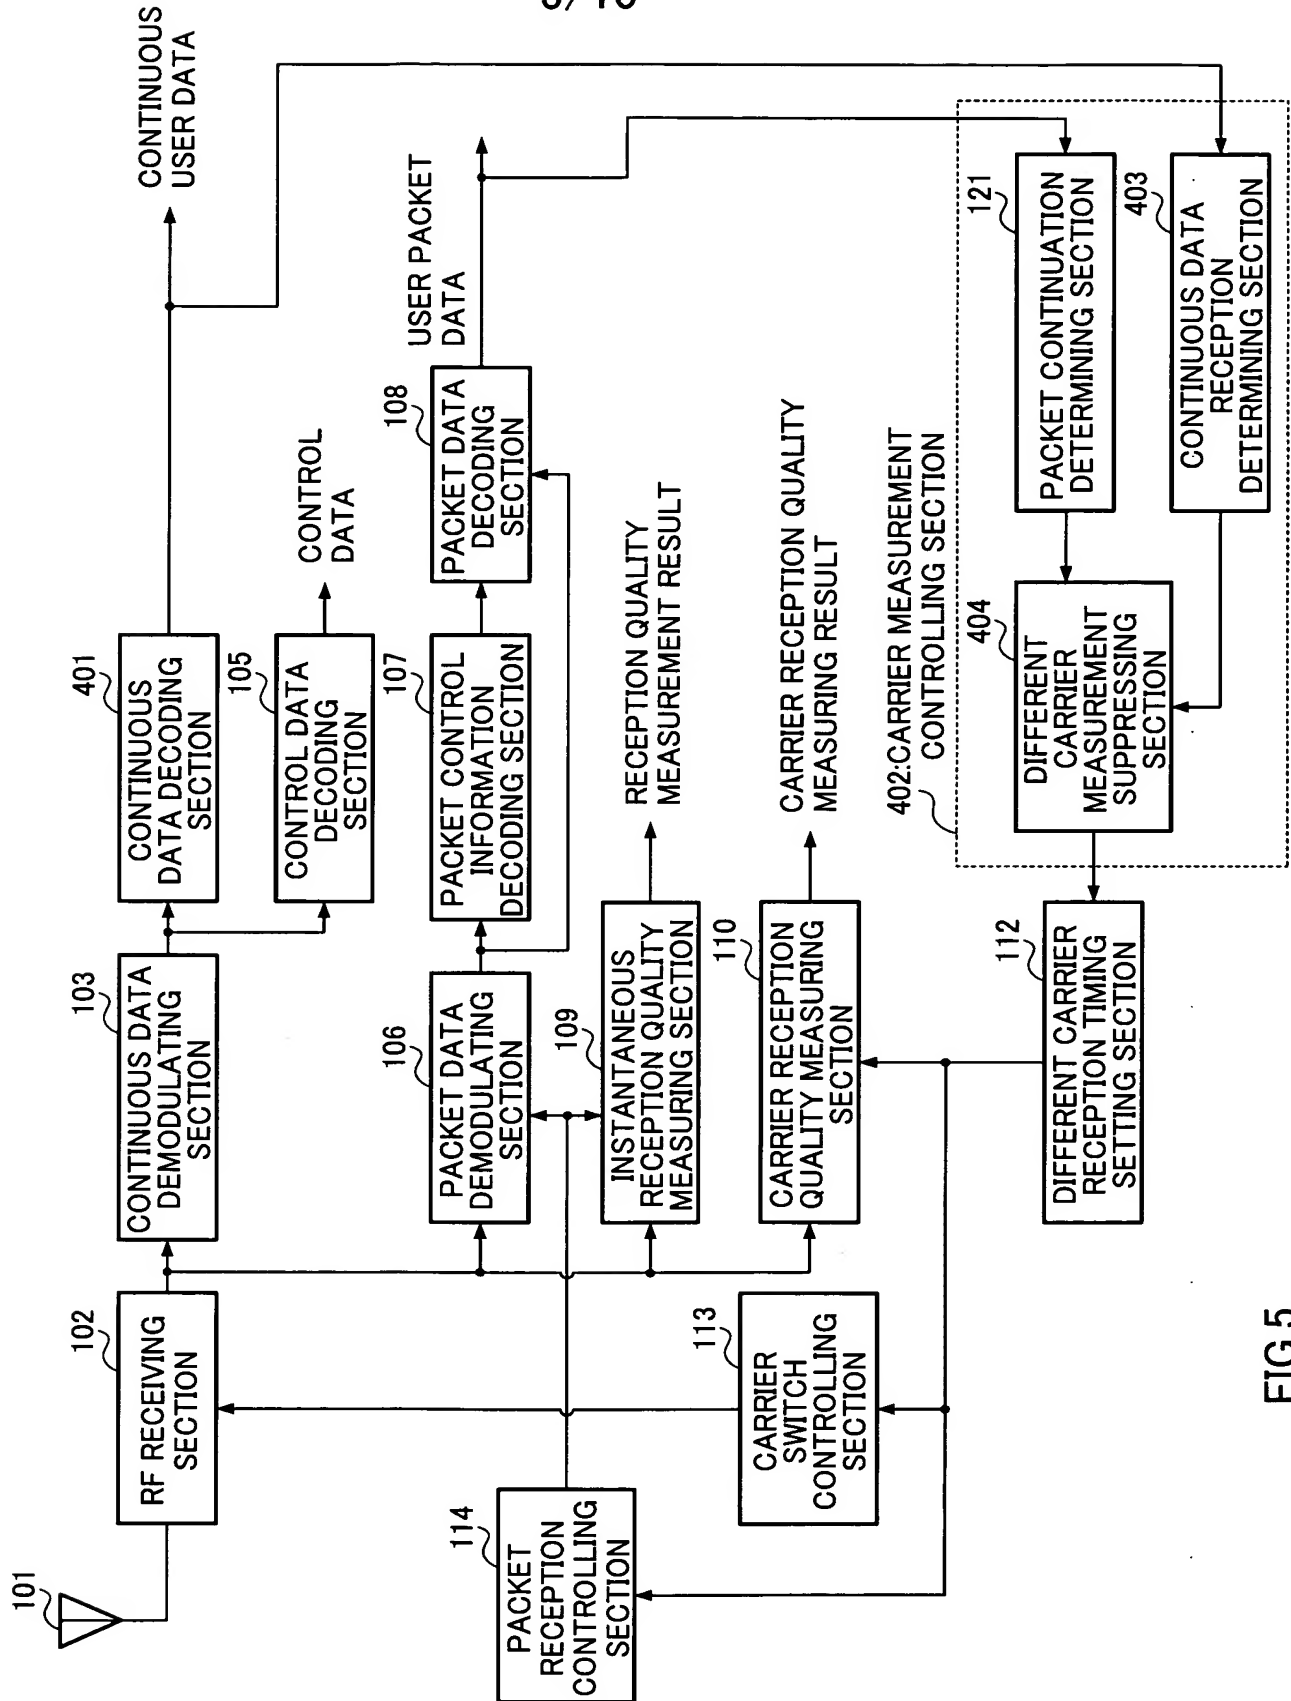 101
RF RECEIVING
SECTION
102
CONTINUOUS DATA
DEMODULATING
SECTION
103
CONTINUOUS
DATA DECODING
SECTION
401
CONTINUOUS
USER DATA
CONTROL DATA
DECODING
SECTION
105
CONTROL
DATA
PACKET DATA
DEMODULATING
SECTION
106
PACKET CONTROL
INFORMATION
DECODING SECTION
107
PACKET DATA
DECODING
SECTION
108
USER PACKET
DATA
INSTANTANEOUS
RECEPTION QUALITY
MEASURING SECTION
109
RECEPTION QUALITY
MEASUREMENT RESULT
CARRIER RECEPTION
QUALITY MEASURING
SECTION
110
CARRIER RECEPTION QUALITY
MEASURING RESULT
PACKET
RECEPTION
CONTROLLING
SECTION
114
CARRIER
SWITCH
CONTROLLING
SECTION
113
DIFFERENT CARRIER
RECEPTION TIMING
SETTING SECTION
112
402:CARRIER MEASUREMENT
CONTROLLING SECTION
DIFFERENT
CARRIER
MEASUREMENT
SUPPRESSING
SECTION
404
PACKET CONTINUATION
DETERMINING SECTION
121
CONTINUOUS DATA
RECEPTION
DETERMINING SECTION
403
FIG.5